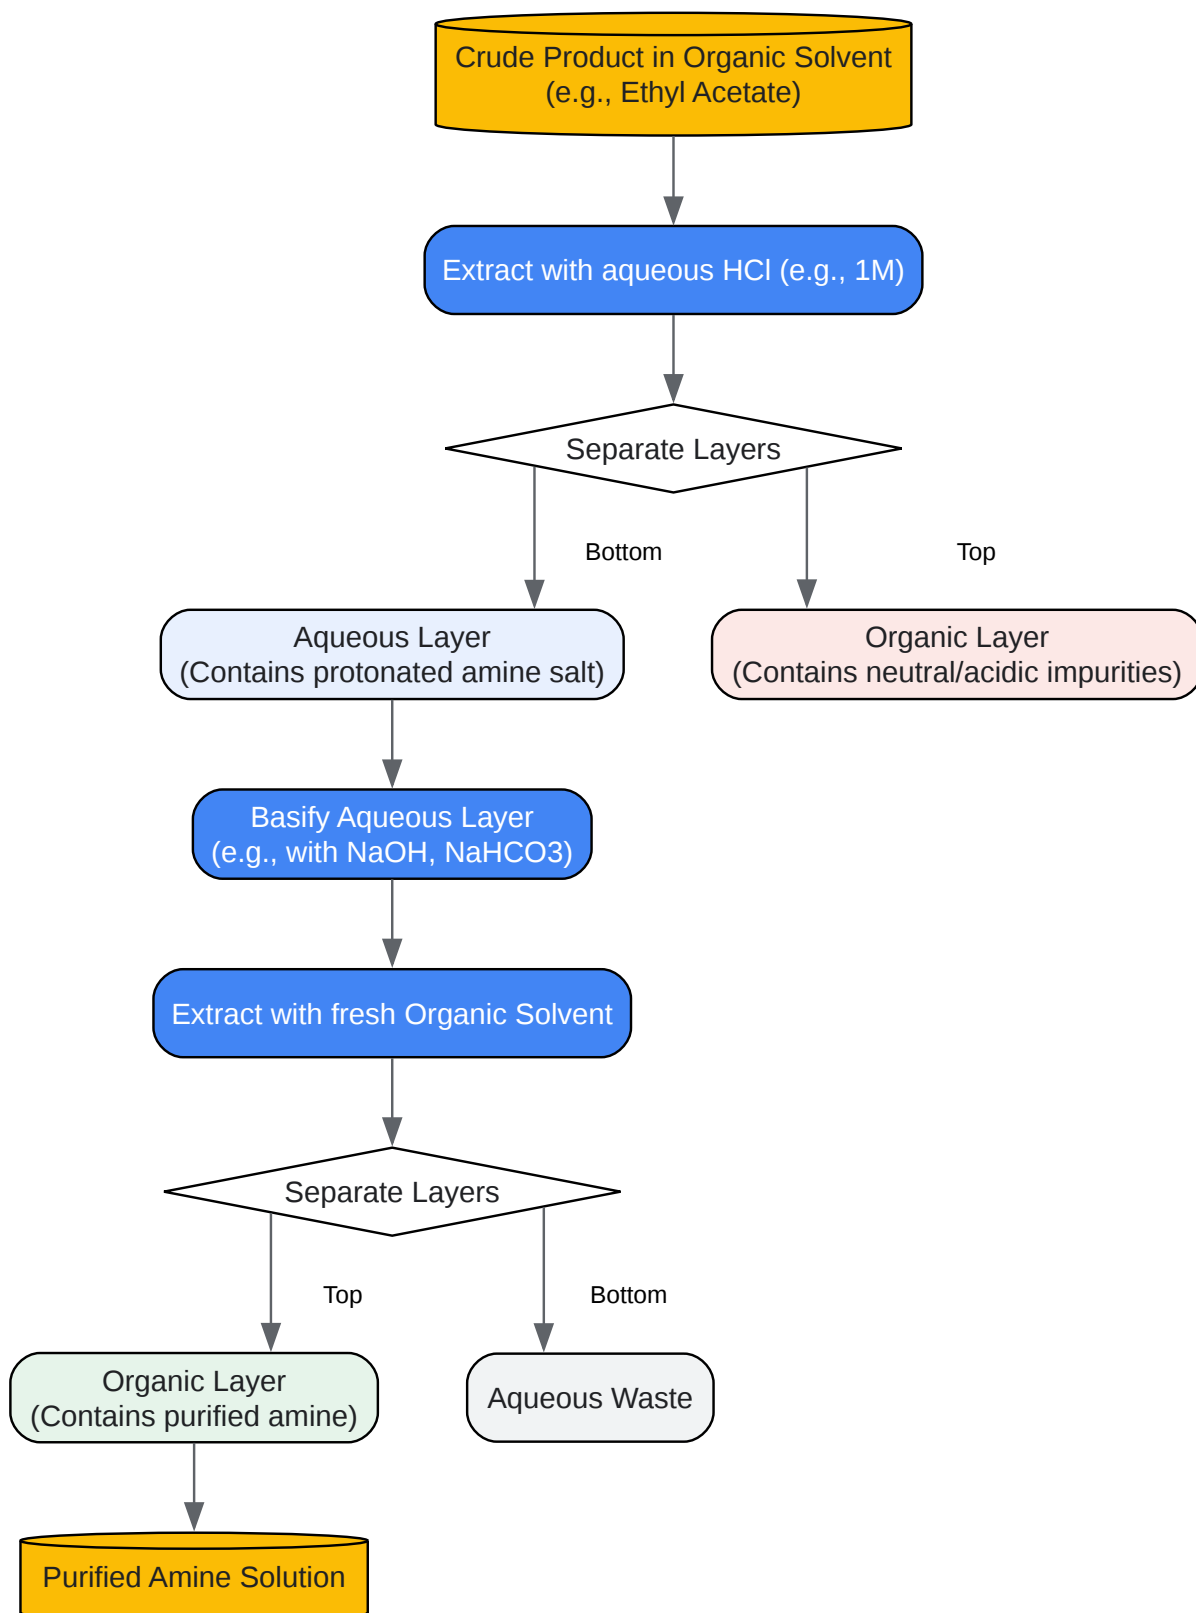 Crude Product in Organic Solvent
(e.g., Ethyl Acetate)
Extract with aqueous HCl (e.g., 1M)
Separate Layers
Bottom
Top
Aqueous Layer
(Contains protonated amine salt)
Organic Layer
(Contains neutral/acidic impurities)
Basify Aqueous Layer
(e.g., with NaOH, NaHCO3)
Extract with fresh Organic Solvent
Separate Layers
Top
Bottom
Organic Layer
(Contains purified amine)
Aqueous Waste
Purified Amine Solution